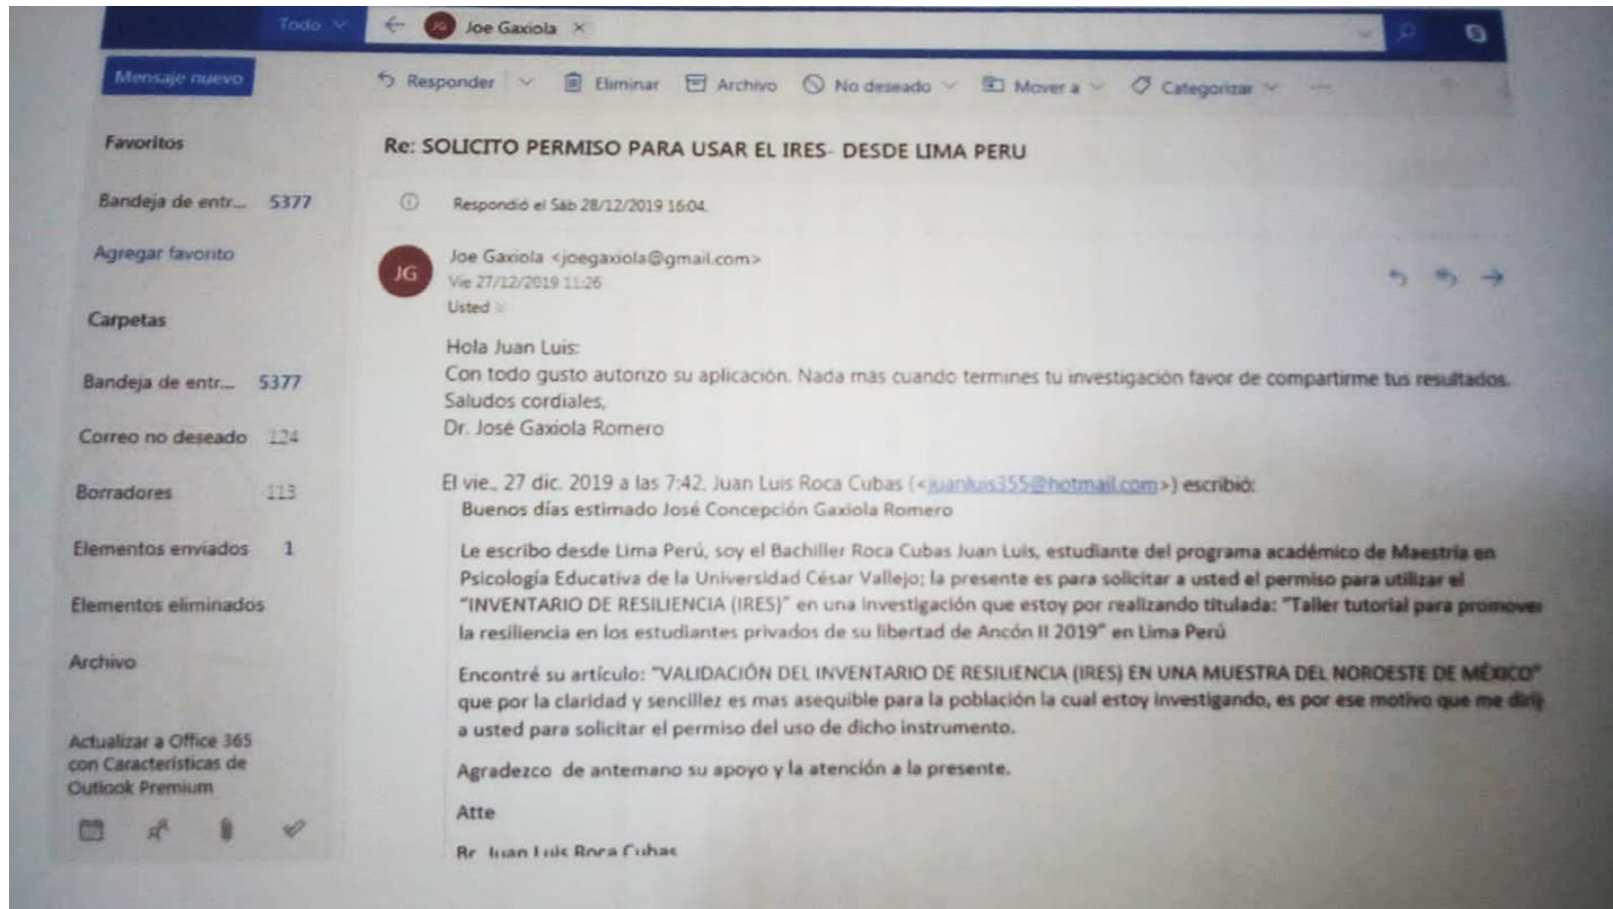 Todo
JG Joe Gaxiola ×
Mensaje nuevo
Responder Eliminar Archivo No deseado Mover a Categorizar ...
Favoritos
Bandeja de entr... 5377
Agregar favorito
Carpetas
Bandeja de entr... 5377
Correo no deseado 124
Borradores 113
Elementos enviados 1
Elementos eliminados
Archivo
Actualizar a Office 365
con Características de
Outlook Premium
Re: SOLICITO PERMISO PARA USAR EL IRES- DESDE LIMA PERU
Respondió el Sáb 28/12/2019 16:04.
JG
Joe Gaxiola <joegaxiola@gmail.com>
Vie 27/12/2019 11:26
Usted
Hola Juan Luis:
Con todo gusto autorizo su aplicación. Nada más cuando termines tu investigación favor de compartirme tus resultados.
Saludos cordiales,
Dr. José Gaxiola Romero
El vie., 27 dic. 2019 a las 7:42, Juan Luis Roca Cubas (<juanluis355@hotmail.com>) escribió:
Buenos días estimado José Concepción Gaxiola Romero
Le escribo desde Lima Perú, soy el Bachiller Roca Cubas Juan Luis, estudiante del programa académico de Maestría en
Psicología Educativa de la Universidad César Vallejo; la presente es para solicitar a usted el permiso para utilizar el
"INVENTARIO DE RESILIENCIA (IRES)" en una investigación que estoy por realizando titulada: "Taller tutorial para promover
la resiliencia en los estudiantes privados de su libertad de Ancón II 2019" en Lima Perú
Encontré su artículo: "VALIDACIÓN DEL INVENTARIO DE RESILIENCIA (IRES) EN UNA MUESTRA DEL NOROESTE DE MÉXICO"
que por la claridad y sencillez es mas asequible para la población la cual estoy investigando, es por ese motivo que me dirij
a usted para solicitar el permiso del uso de dicho instrumento.
Agradezco de antemano su apoyo y la atención a la presente.
Atte
Br. Juan Luis Roca Cubas